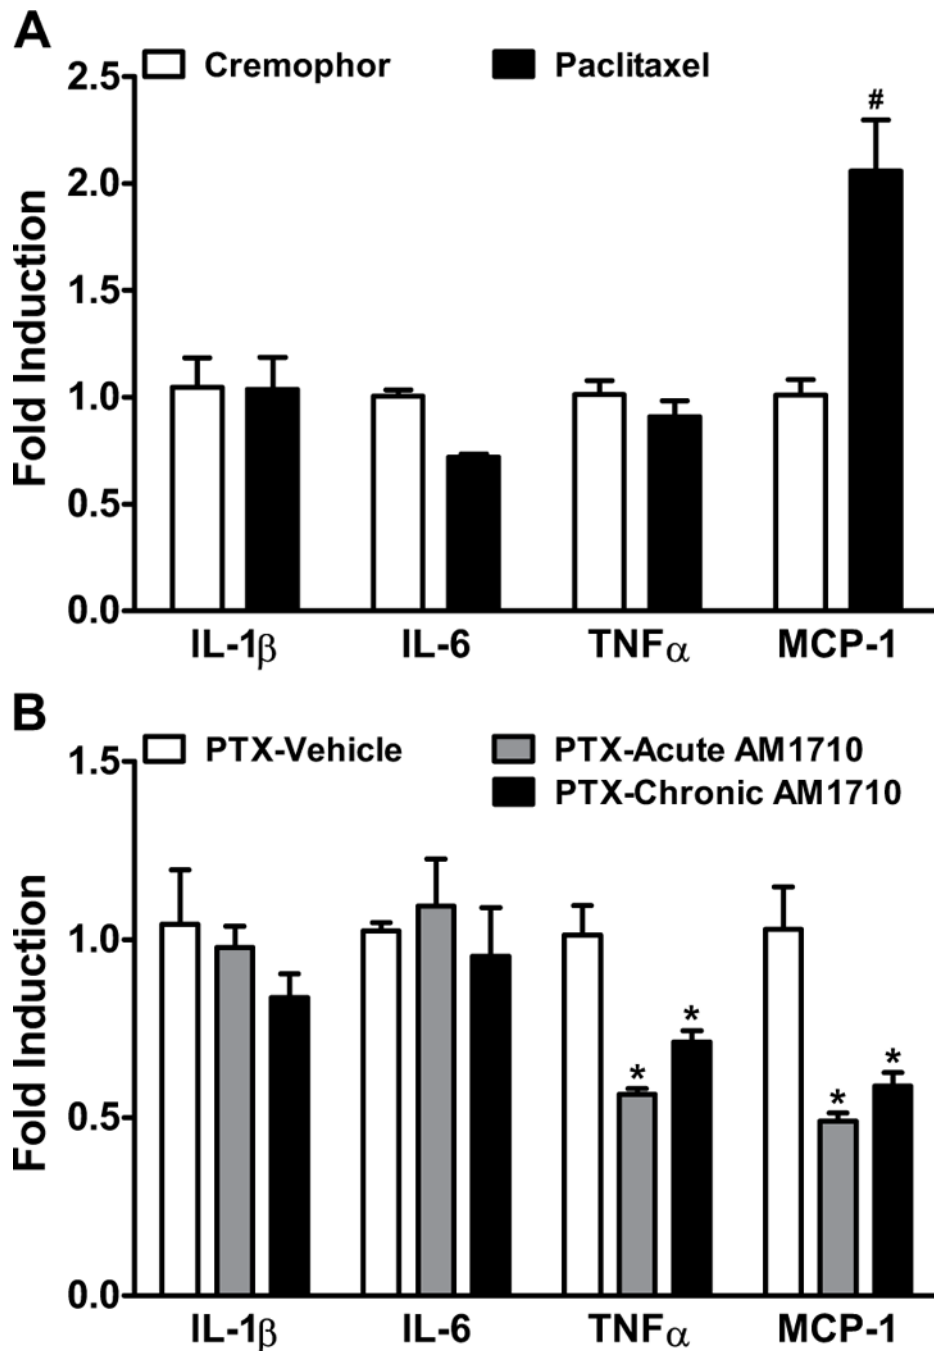 A
Cremophor Paclitaxel
2.5
#
2.0
1.5
1.0
0.5
0.0
Fold Induction
IL-1β IL-6 TNFα MCP-1
B
PTX-Vehicle PTX-Acute AM1710
PTX-Chronic AM1710
1.5
1.0
* * * *
0.5
0.0
Fold Induction
IL-1β IL-6 TNFα MCP-1